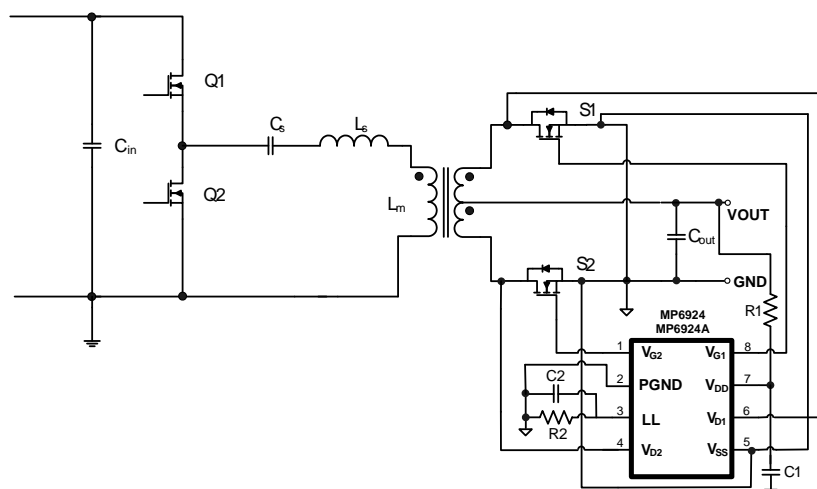 Q1
S1
Cs
Ls
Cin
Q2
Lm
VOUT
Cout
S2
GND
R1
MP6924
MP6924A
1 VG2 VG1 8
2 PGND VDD 7
C2
3 LL VD1 6
R2
4 VD2 VSS 5
C1